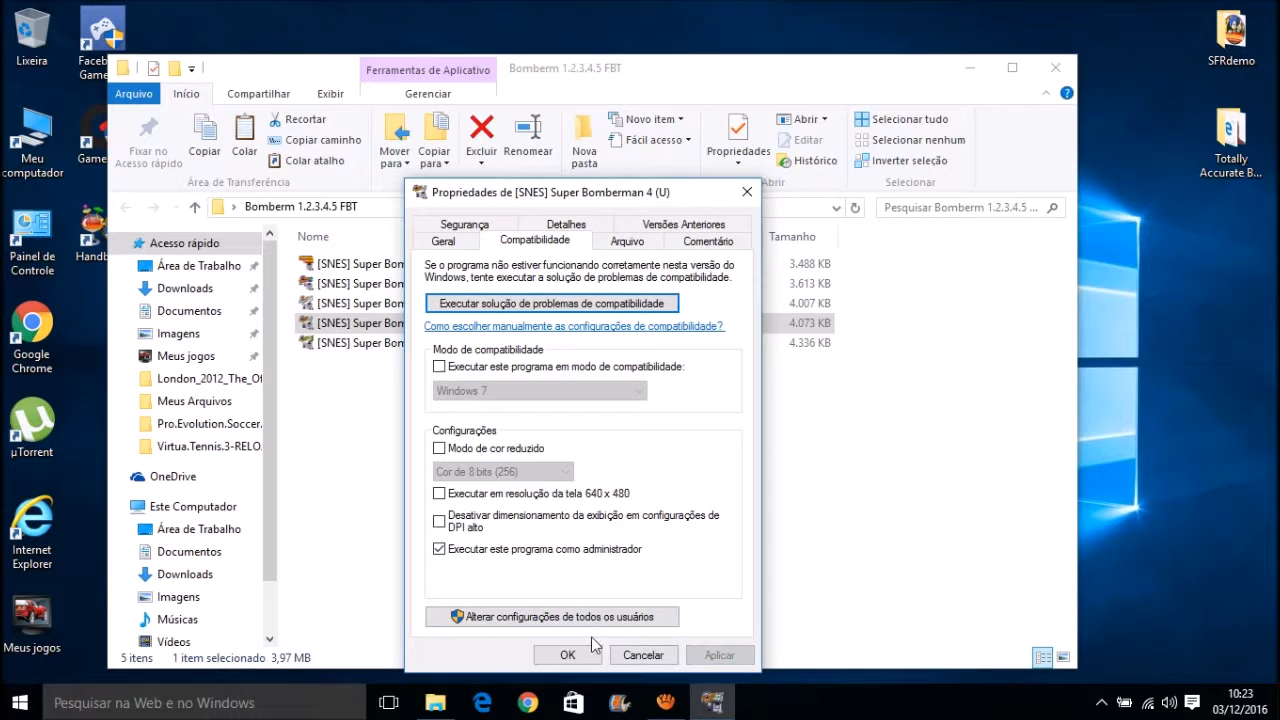 Lixeira
Faceb
Game
Meu
computador
Game
Painel de
Controle
Handb
Google
Chrome
µTorrent
Internet
Explorer
Meus jogos
SFRdemo
Totally
Accurate B...
Ferramentas de Aplicativo
Bomberm 1.2.3.4.5 FBT
Arquivo
Início
Compartilhar
Exibir
Gerenciar
Fixar no
Acesso rápido
Copiar
Colar
Recortar
Copiar caminho
Colar atalho
Área de Transferência
Mover
para
Copiar
para
Excluir
Renomear
Nova
pasta
Novo item
Fácil acesso
Propriedades
Abrir
Editar
Histórico
Abrir
Selecionar tudo
Selecionar nenhum
Inverter seleção
Selecionar
Bomberm 1.2.3.4.5 FBT
Pesquisar Bomberm 1.2.3.4.5 ...
Acesso rápido
Área de Trabalho
Downloads
Documentos
Imagens
Meus jogos
London_2012_The_Of
Meus Arquivos
Pro.Evolution.Soccer.
Virtua.Tennis.3-RELO
OneDrive
Este Computador
Área de Trabalho
Documentos
Downloads
Imagens
Músicas
Vídeos
Nome
Tamanho
[SNES] Super Bom
3.488 KB
[SNES] Super Bom
3.613 KB
[SNES] Super Bom
4.007 KB
[SNES] Super Bom
4.073 KB
[SNES] Super Bom
4.336 KB
5 itens
1 item selecionado 3,97 MB
Propriedades de [SNES] Super Bomberman 4 (U)
Segurança
Detalhes
Versões Anteriores
Geral
Compatibilidade
Arquivo
Comentário
Se o programa não estiver funcionando corretamente nesta versão do
Windows, tente executar a solução de problemas de compatibilidade.
Executar solução de problemas de compatibilidade
Como escolher manualmente as configurações de compatibilidade?
Modo de compatibilidade
Executar este programa em modo de compatibilidade:
Windows 7
Configurações
Modo de cor reduzido
Cor de 8 bits (256)
Executar em resolução da tela 640 x 480
Desativar dimensionamento da exibição em configurações de
DPI alto
Executar este programa como administrador
Alterar configurações de todos os usuários
OK
Cancelar
Aplicar
Pesquisar na Web e no Windows
10:23
03/12/2016